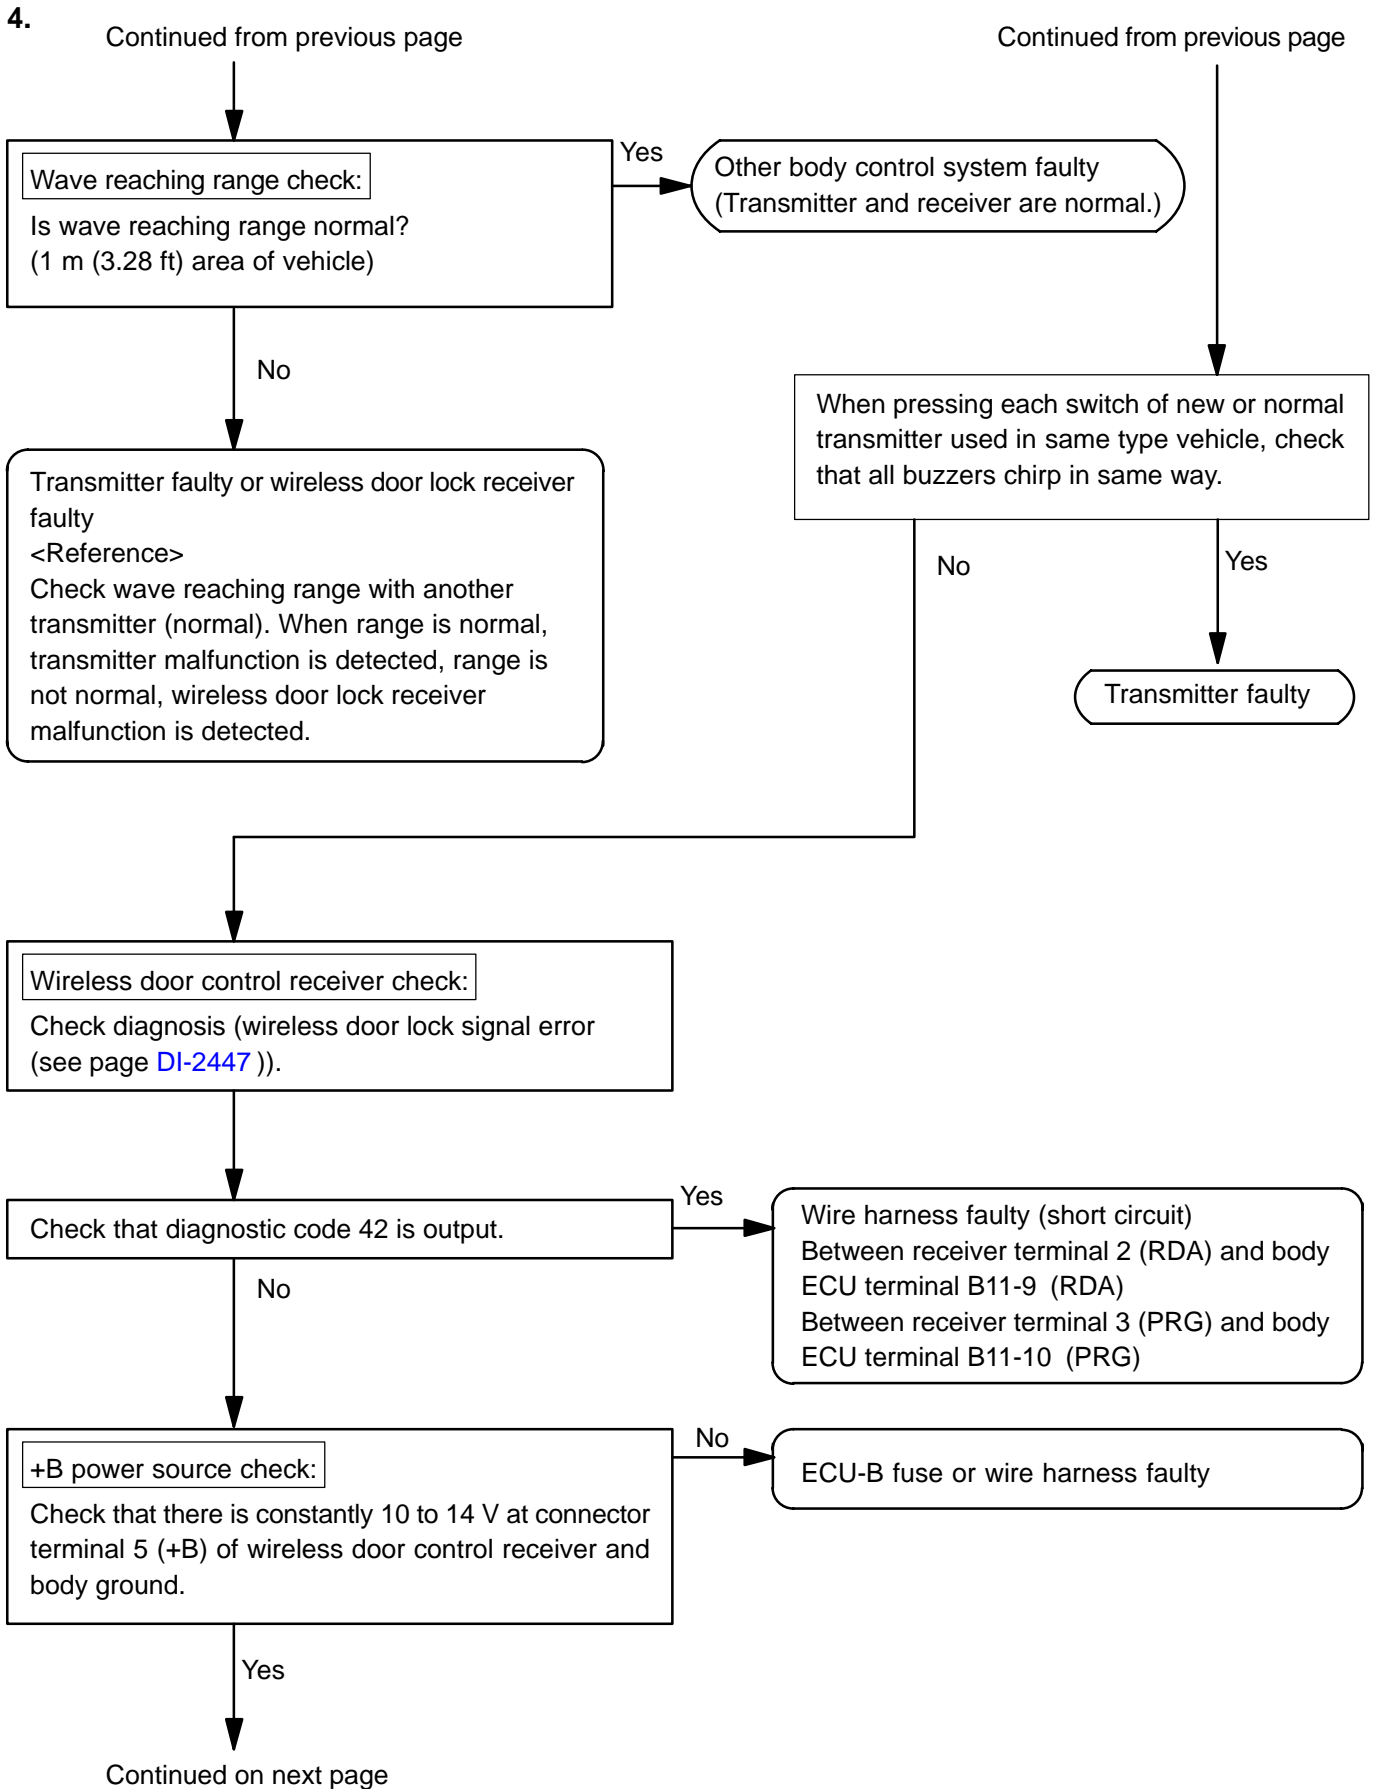 4.
Continued from previous page
Continued from previous page
Wave reaching range check:
Is wave reaching range normal?
(1 m (3.28 ft) area of vehicle)
Yes
Other body control system faulty
(Transmitter and receiver are normal.)
No
When pressing each switch of new or normal
transmitter used in same type vehicle, check
that all buzzers chirp in same way.
Transmitter faulty or wireless door lock receiver
faulty
<Reference>
Check wave reaching range with another
transmitter (normal). When range is normal,
transmitter malfunction is detected, range is
not normal, wireless door lock receiver
malfunction is detected.
No
Yes
Transmitter faulty
Wireless door control receiver check:
Check diagnosis (wireless door lock signal error
(see page DI-2447 )).
Check that diagnostic code 42 is output.
Yes
Wire harness faulty (short circuit)
Between receiver terminal 2 (RDA) and body
ECU terminal B11-9 (RDA)
Between receiver terminal 3 (PRG) and body
ECU terminal B11-10 (PRG)
No
+B power source check:
Check that there is constantly 10 to 14 V at connector
terminal 5 (+B) of wireless door control receiver and
body ground.
No
ECU-B fuse or wire harness faulty
Yes
Continued on next page